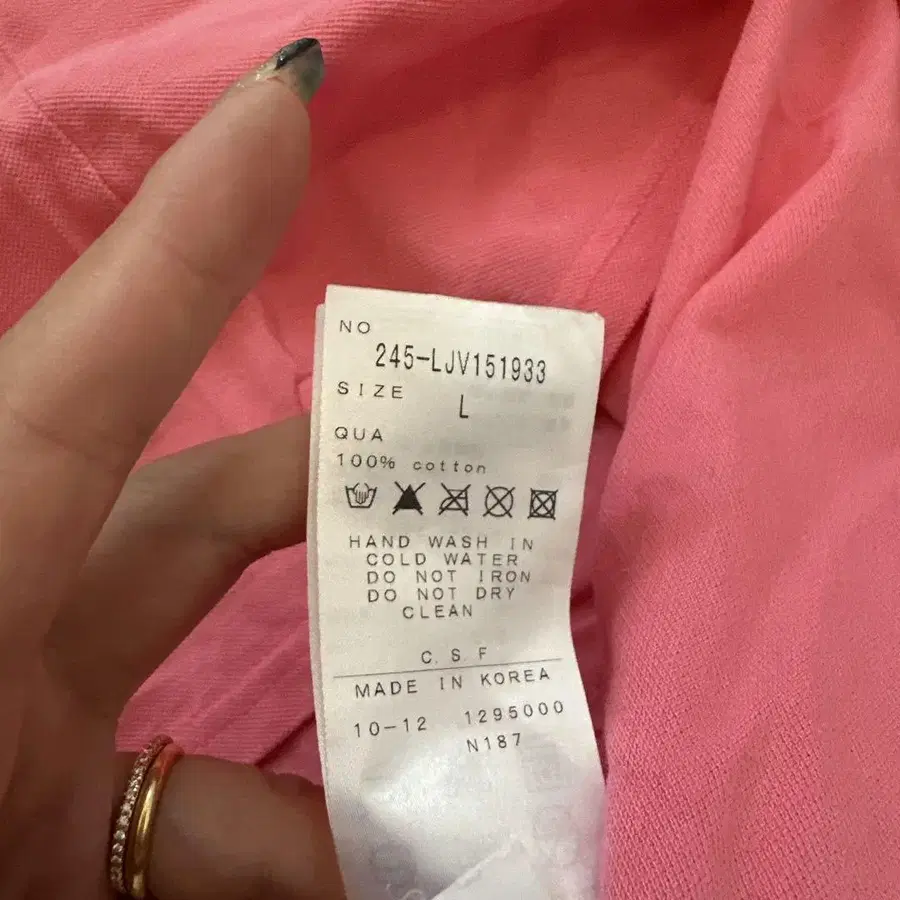 NO
245-LJV151933
SIZE
L
QUA
100% cotton
HAND WASH IN
COLD WATER
DO NOT IRON
DO NOT DRY
CLEAN
C.S.F
MADE IN KOREA
10-12 1295000
N187